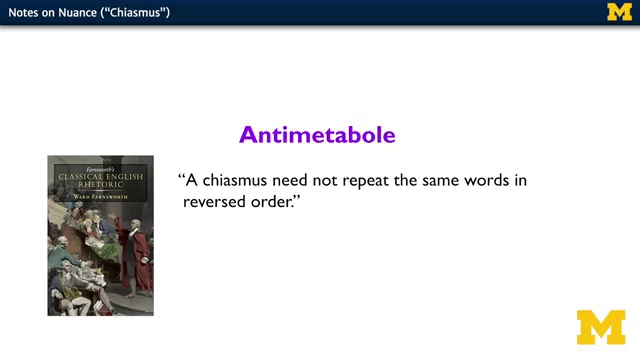 Notes on Nuance (“Chiasmus”)
M
Antimetabole
Farnsworth's
CLASSICAL ENGLISH
RHETORIC
WARD FARNSWORTH
“A chiasmus need not repeat the same words in
reversed order.”
M